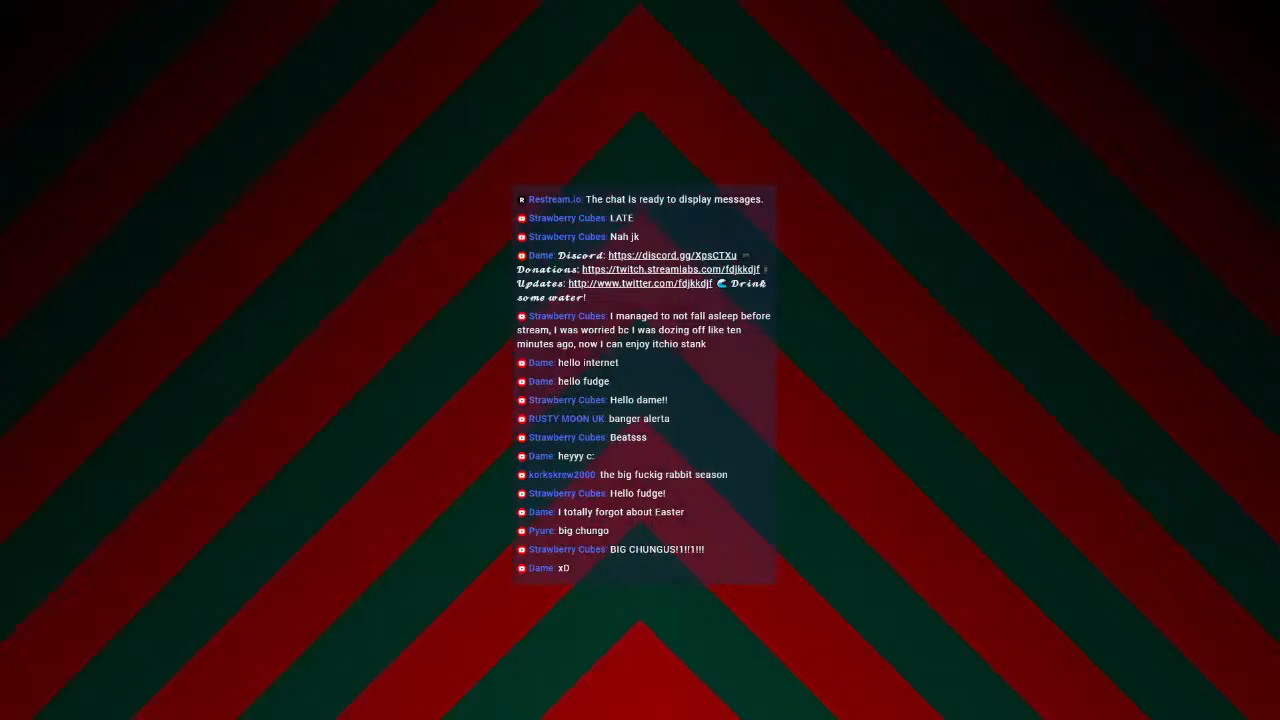 Restream.io: The chat is ready to display messages.
Strawberry Cubes: LATE
Strawberry Cubes: Nah jk
Dame: 𝓓𝓲𝓼𝓬𝓸𝓻𝓭: https://discord.gg/XpsCTXu
𝓓𝓸𝓷𝓪𝓽𝓲𝓸𝓷𝓼: https://twitch.streamlabs.com/fdjkkdjf
𝓤𝓹𝓭𝓪𝓽𝓮𝓼: http://www.twitter.com/fdjkkdjf 🌊 𝓓𝓻𝓲𝓷𝓴
𝓼𝓸𝓶𝓮 𝔀𝓪𝓽𝓮𝓻!
Strawberry Cubes: I managed to not fall asleep before
stream, I was worried bc I was dozing off like ten
minutes ago, now I can enjoy itchio stank
Dame: hello internet
Dame: hello fudge
Strawberry Cubes: Hello dame!!
RUSTY MOON UK: banger alerta
Strawberry Cubes: Beatsss
Dame: heyyy c:
korkskrew2000: the big fuckig rabbit season
Strawberry Cubes: Hello fudge!
Dame: I totally forgot about Easter
Pyure: big chungo
Strawberry Cubes: BIG CHUNGUS!1!!1!!!
Dame: xD